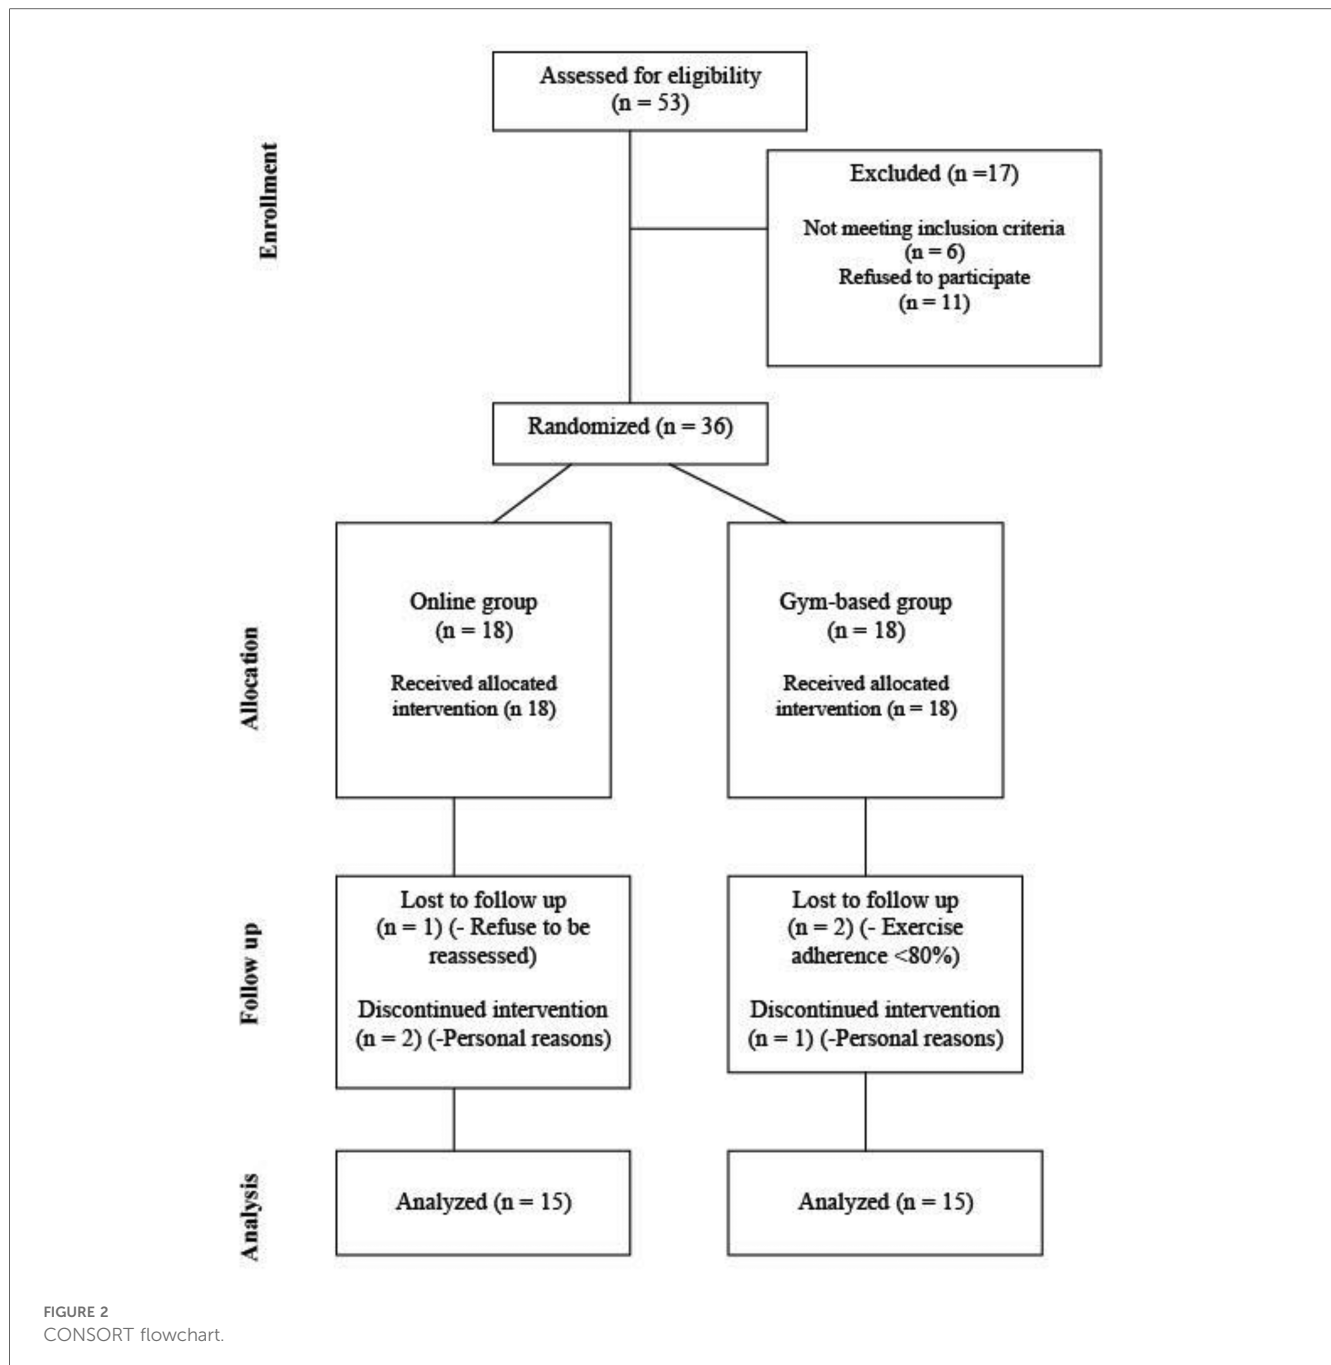 Assessed for eligibility
(n = 53)
Enrollment
Excluded (n =17)
Not meeting inclusion criteria
(n = 6)
Refused to participate
(n = 11)
Randomized (n = 36)
Allocation
Online group
(n = 18)
Received allocated
intervention (n 18)
Gym-based group
(n = 18)
Received allocated
intervention (n = 18)
Follow up
Lost to follow up
(n = 1) (- Refuse to be
reassessed)
Discontinued intervention
(n = 2) (-Personal reasons)
Lost to follow up
(n = 2) (- Exercise
adherence <80%)
Discontinued intervention
(n = 1) (-Personal reasons)
Analysis
Analyzed (n = 15)
Analyzed (n = 15)
FIGURE 2
CONSORT flowchart.